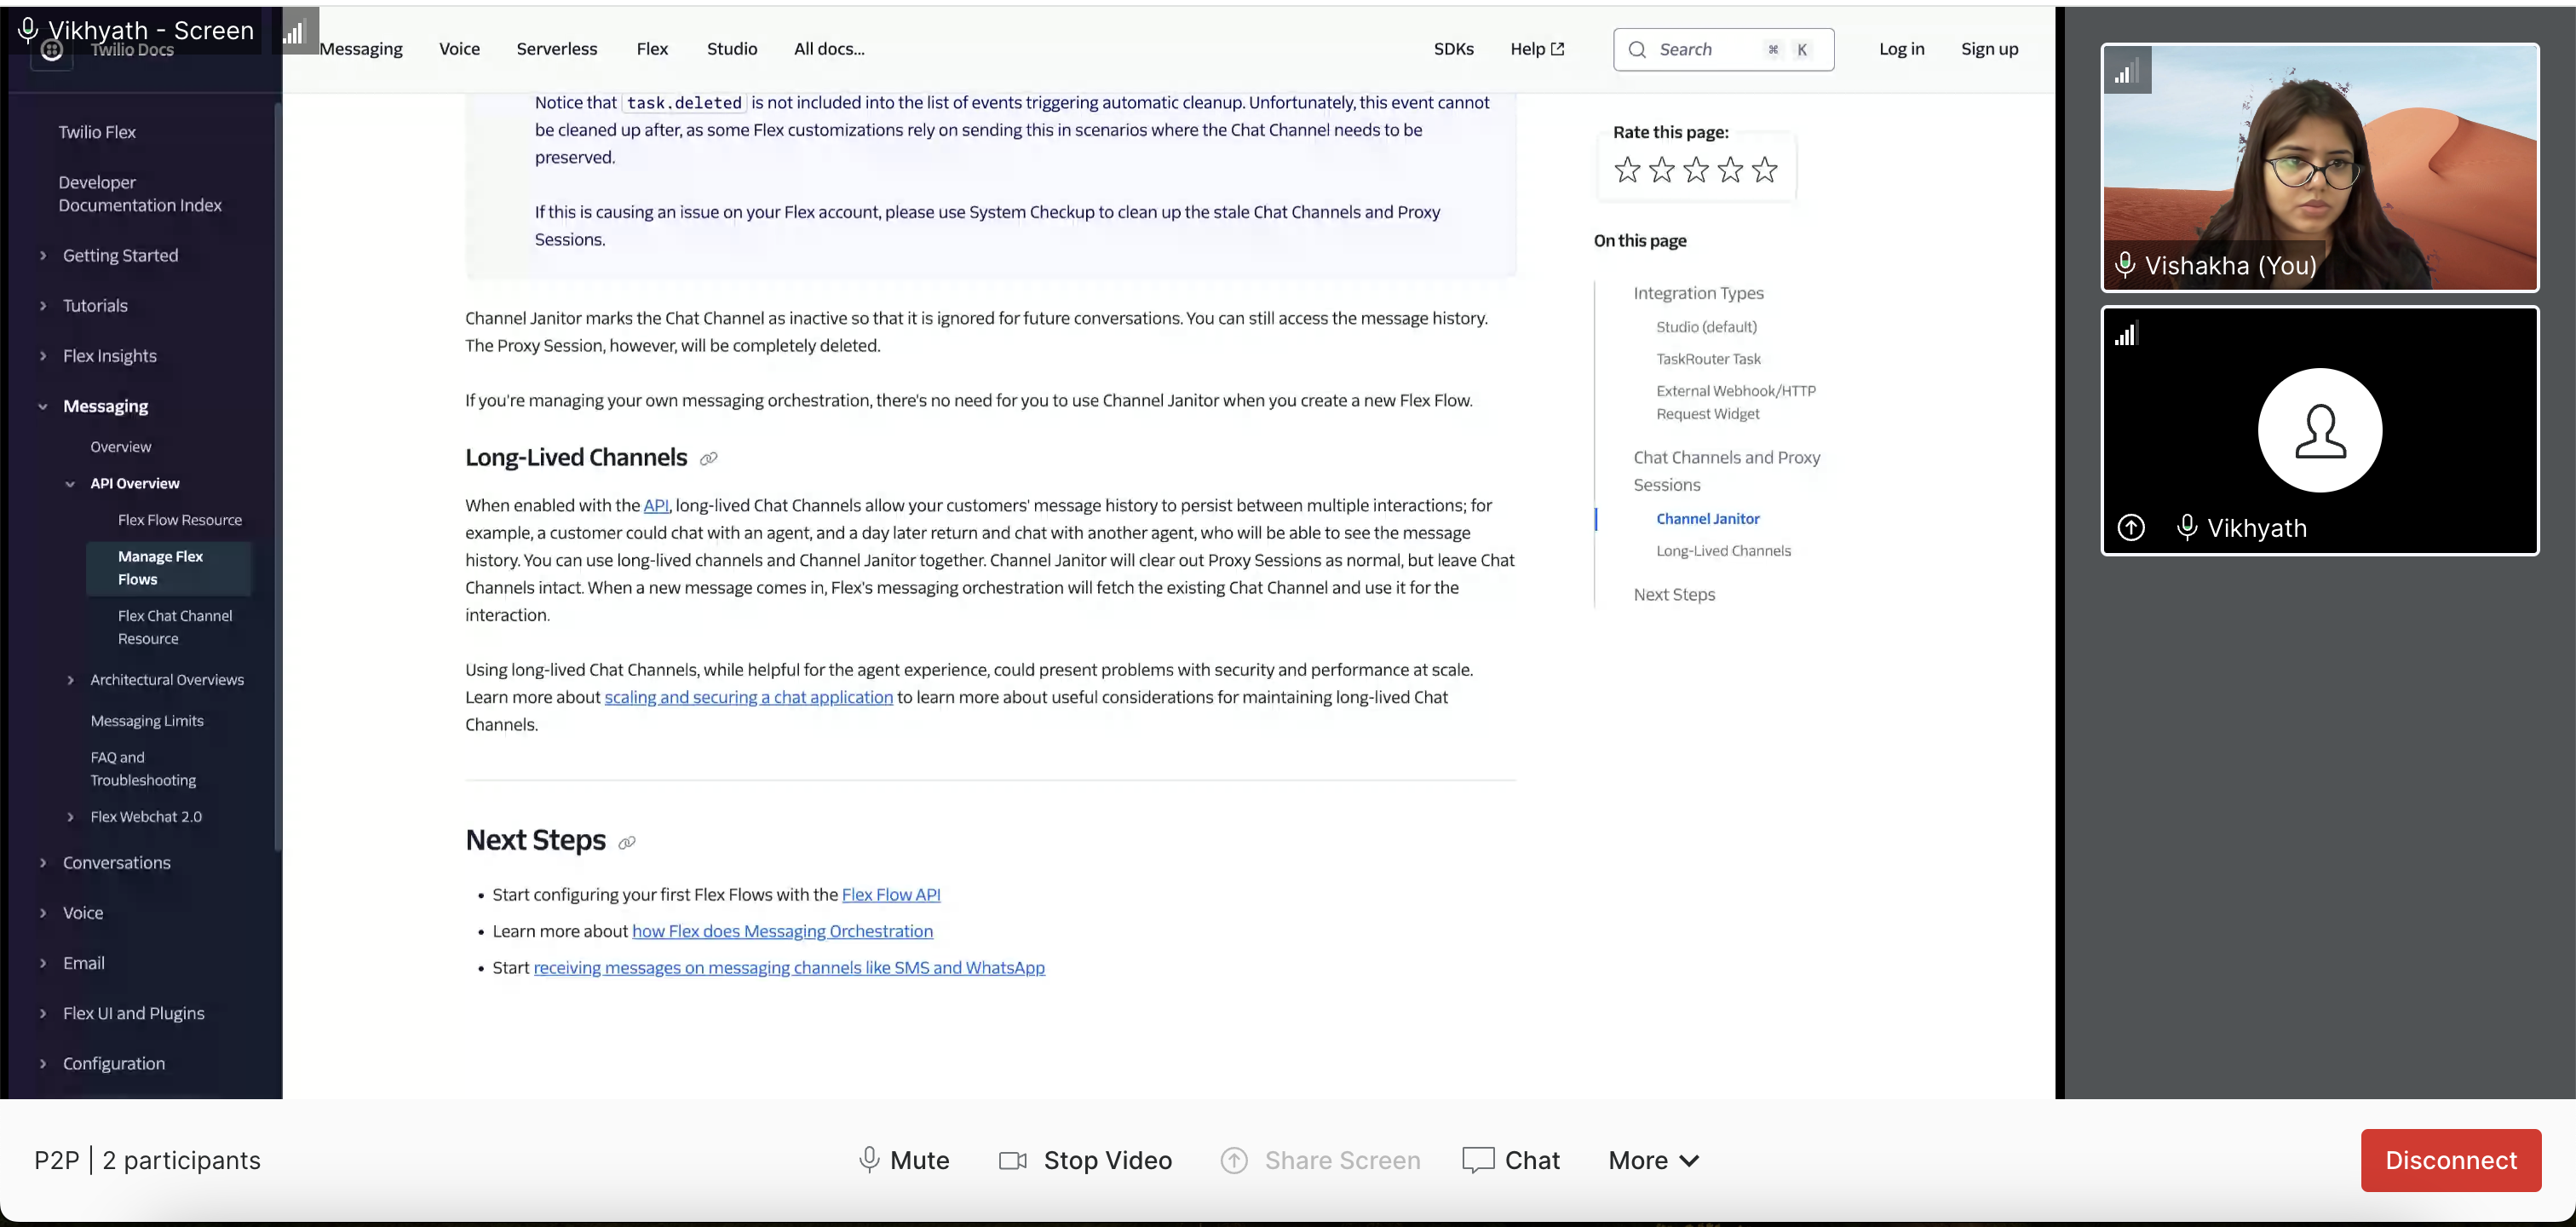 Vikhyath - Screen
Twilio Docs
Messaging
Voice
Serverless
Flex
Studio
All docs...
SDKs
Help
Search
⌘
K
Log in
Sign up
Twilio Flex
Developer
Documentation Index
Getting Started
Tutorials
Flex Insights
Messaging
Overview
API Overview
Flex Flow Resource
Manage Flex
Flows
Flex Chat Channel
Resource
Architectural Overviews
Messaging Limits
FAQ and
Troubleshooting
Flex Webchat 2.0
Conversations
Voice
Email
Flex UI and Plugins
Configuration
Notice that task.deleted is not included into the list of events triggering automatic cleanup. Unfortunately, this event cannot
be cleaned up after, as some Flex customizations rely on sending this in scenarios where the Chat Channel needs to be
preserved.
If this is causing an issue on your Flex account, please use System Checkup to clean up the stale Chat Channels and Proxy
Sessions.
Channel Janitor marks the Chat Channel as inactive so that it is ignored for future conversations. You can still access the message history.
The Proxy Session, however, will be completely deleted.
If you're managing your own messaging orchestration, there's no need for you to use Channel Janitor when you create a new Flex Flow.
Long-Lived Channels
When enabled with the API, long-lived Chat Channels allow your customers' message history to persist between multiple interactions; for
example, a customer could chat with an agent, and a day later return and chat with another agent, who will be able to see the message
history. You can use long-lived channels and Channel Janitor together. Channel Janitor will clear out Proxy Sessions as normal, but leave Chat
Channels intact. When a new message comes in, Flex's messaging orchestration will fetch the existing Chat Channel and use it for the
interaction.
Using long-lived Chat Channels, while helpful for the agent experience, could present problems with security and performance at scale.
Learn more about scaling and securing a chat application to learn more about useful considerations for maintaining long-lived Chat
Channels.
Next Steps
• Start configuring your first Flex Flows with the Flex Flow API
• Learn more about how Flex does Messaging Orchestration
• Start receiving messages on messaging channels like SMS and WhatsApp
Rate this page:
On this page
Integration Types
Studio (default)
TaskRouter Task
External Webhook/HTTP
Request Widget
Chat Channels and Proxy
Sessions
Channel Janitor
Long-Lived Channels
Next Steps
Vishakha (You)
Vikhyath
P2P | 2 participants
Mute
Stop Video
Share Screen
Chat
More
Disconnect